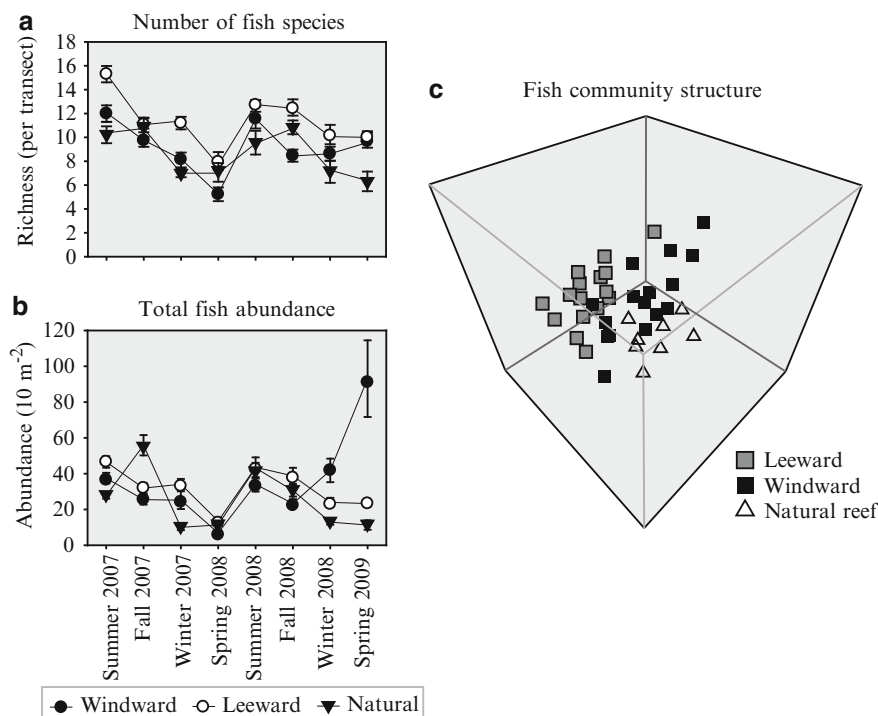 a
Number of fish species
Richness (per transect)
18
16
14
12
10
8
6
4
2
0
b
Total fish abundance
Abundance (10 m⁻²)
120
100
80
60
40
20
0
Summer 2007
Fall 2007
Winter 2007
Spring 2008
Summer 2008
Fall 2008
Winter 2008
Spring 2009
Windward Leeward Natural
c
Fish community structure
Leeward
Windward
Natural reef